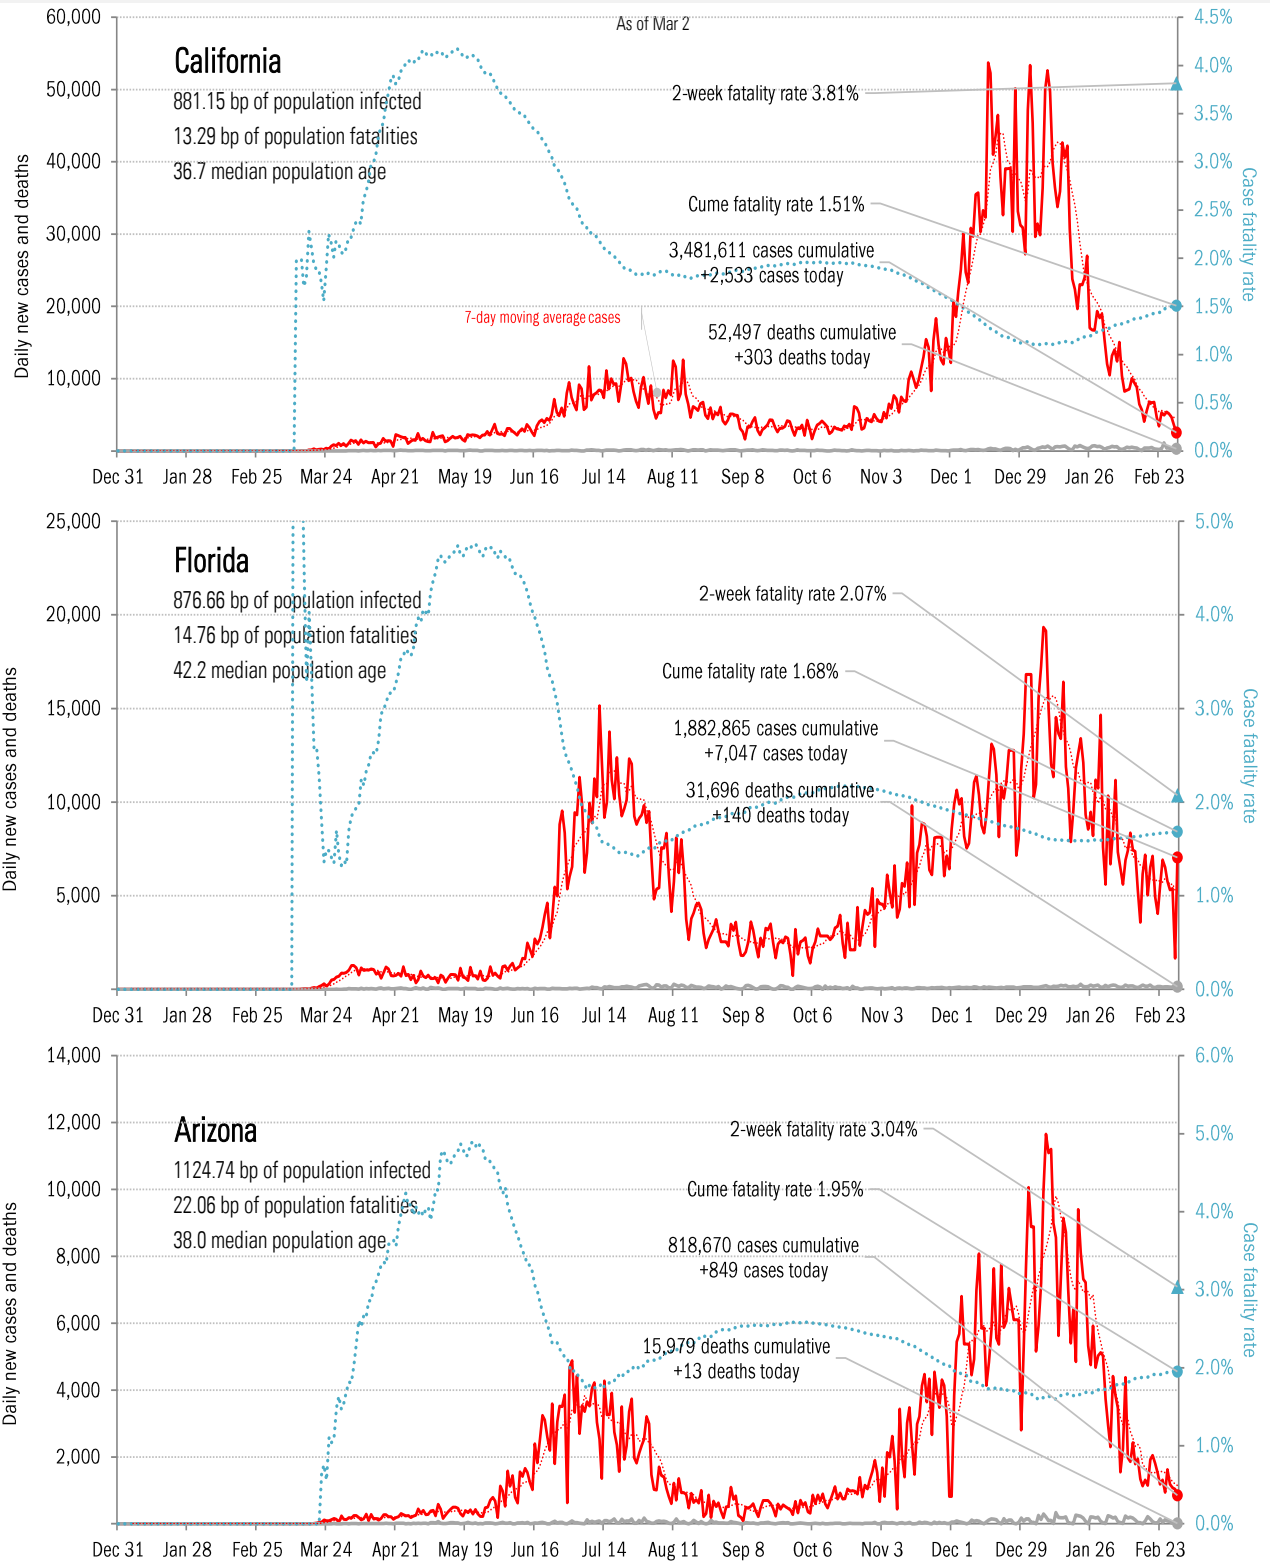 As of Mar 2
California
881.15 bp of population infected
13.29 bp of population fatalities
36.7 median population age
2-week fatality rate 3.81%
Cume fatality rate 1.51%
3,481,611 cases cumulative
+2,533 cases today
7-day moving average cases
52,497 deaths cumulative
+303 deaths today
Daily new cases and deaths
Case fatality rate
60,000
50,000
40,000
30,000
20,000
10,000
4.5%
4.0%
3.5%
3.0%
2.5%
2.0%
1.5%
1.0%
0.5%
0.0%
Dec 31 Jan 28 Feb 25 Mar 24 Apr 21 May 19 Jun 16 Jul 14 Aug 11 Sep 8 Oct 6 Nov 3 Dec 1 Dec 29 Jan 26 Feb 23
Florida
876.66 bp of population infected
14.76 bp of population fatalities
42.2 median population age
2-week fatality rate 2.07%
Cume fatality rate 1.68%
1,882,865 cases cumulative
+7,047 cases today
31,696 deaths cumulative
+140 deaths today
Daily new cases and deaths
Case fatality rate
25,000
20,000
15,000
10,000
5,000
5.0%
4.0%
3.0%
2.0%
1.0%
0.0%
Dec 31 Jan 28 Feb 25 Mar 24 Apr 21 May 19 Jun 16 Jul 14 Aug 11 Sep 8 Oct 6 Nov 3 Dec 1 Dec 29 Jan 26 Feb 23
Arizona
1124.74 bp of population infected
22.06 bp of population fatalities
38.0 median population age
2-week fatality rate 3.04%
Cume fatality rate 1.95%
818,670 cases cumulative
+849 cases today
15,979 deaths cumulative
+13 deaths today
Daily new cases and deaths
Case fatality rate
14,000
12,000
10,000
8,000
6,000
4,000
2,000
6.0%
5.0%
4.0%
3.0%
2.0%
1.0%
0.0%
Dec 31 Jan 28 Feb 25 Mar 24 Apr 21 May 19 Jun 16 Jul 14 Aug 11 Sep 8 Oct 6 Nov 3 Dec 1 Dec 29 Jan 26 Feb 23